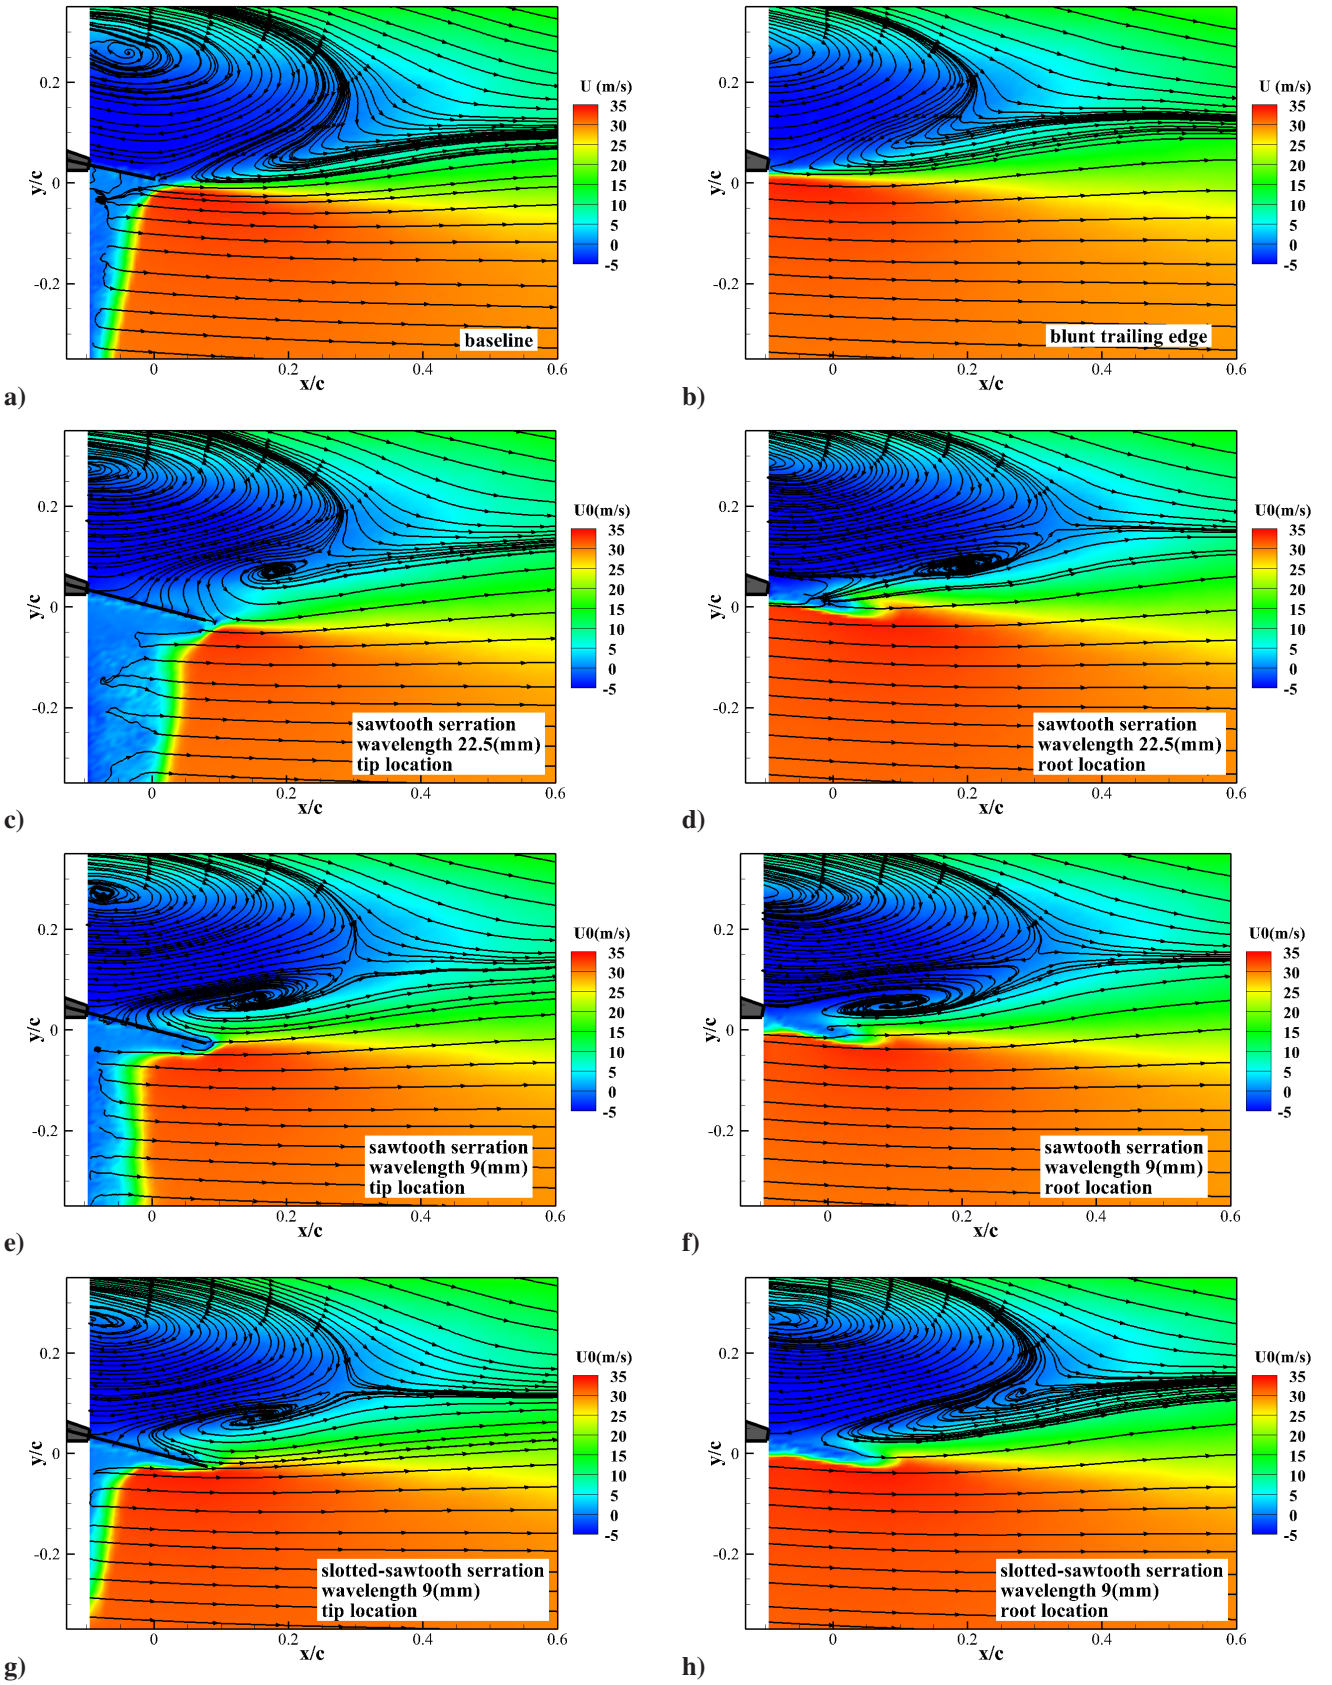 U (m/s)
35
30
25
20
15
10
5
0
-5
y/c
0.2
0
-0.2
baseline
0 0.2 0.4 0.6
x/c
a)
U (m/s)
35
30
25
20
15
10
5
0
-5
y/c
0.2
0
-0.2
blunt trailing edge
0 0.2 0.4 0.6
x/c
b)
U0(m/s)
35
30
25
20
15
10
5
0
-5
y/c
0.2
0
-0.2
sawtooth serration
wavelength 22.5(mm)
tip location
0 0.2 0.4 0.6
x/c
c)
U0(m/s)
35
30
25
20
15
10
5
0
-5
y/c
0.2
0
-0.2
sawtooth serration
wavelength 22.5(mm)
root location
0 0.2 0.4 0.6
x/c
d)
U0(m/s)
35
30
25
20
15
10
5
0
-5
y/c
0.2
0
-0.2
sawtooth serration
wavelength 9(mm)
tip location
0 0.2 0.4 0.6
x/c
e)
U0(m/s)
35
30
25
20
15
10
5
0
-5
y/c
0.2
0
-0.2
sawtooth serration
wavelength 9(mm)
root location
0 0.2 0.4 0.6
x/c
f)
U0(m/s)
35
30
25
20
15
10
5
0
-5
y/c
0.2
0
-0.2
slotted-sawtooth serration
wavelength 9(mm)
tip location
0 0.2 0.4 0.6
x/c
g)
U0(m/s)
35
30
25
20
15
10
5
0
-5
y/c
0.2
0
-0.2
slotted-sawtooth serration
wavelength 9(mm)
root location
0 0.2 0.4 0.6
x/c
h)